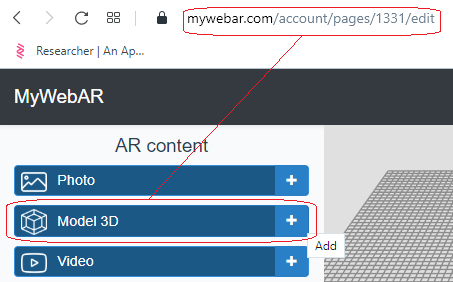 mywebar.com/account/pages/1331/edit
Researcher | An Ap...
MyWebAR
AR content
Photo +
Model 3D +
Add
Video +